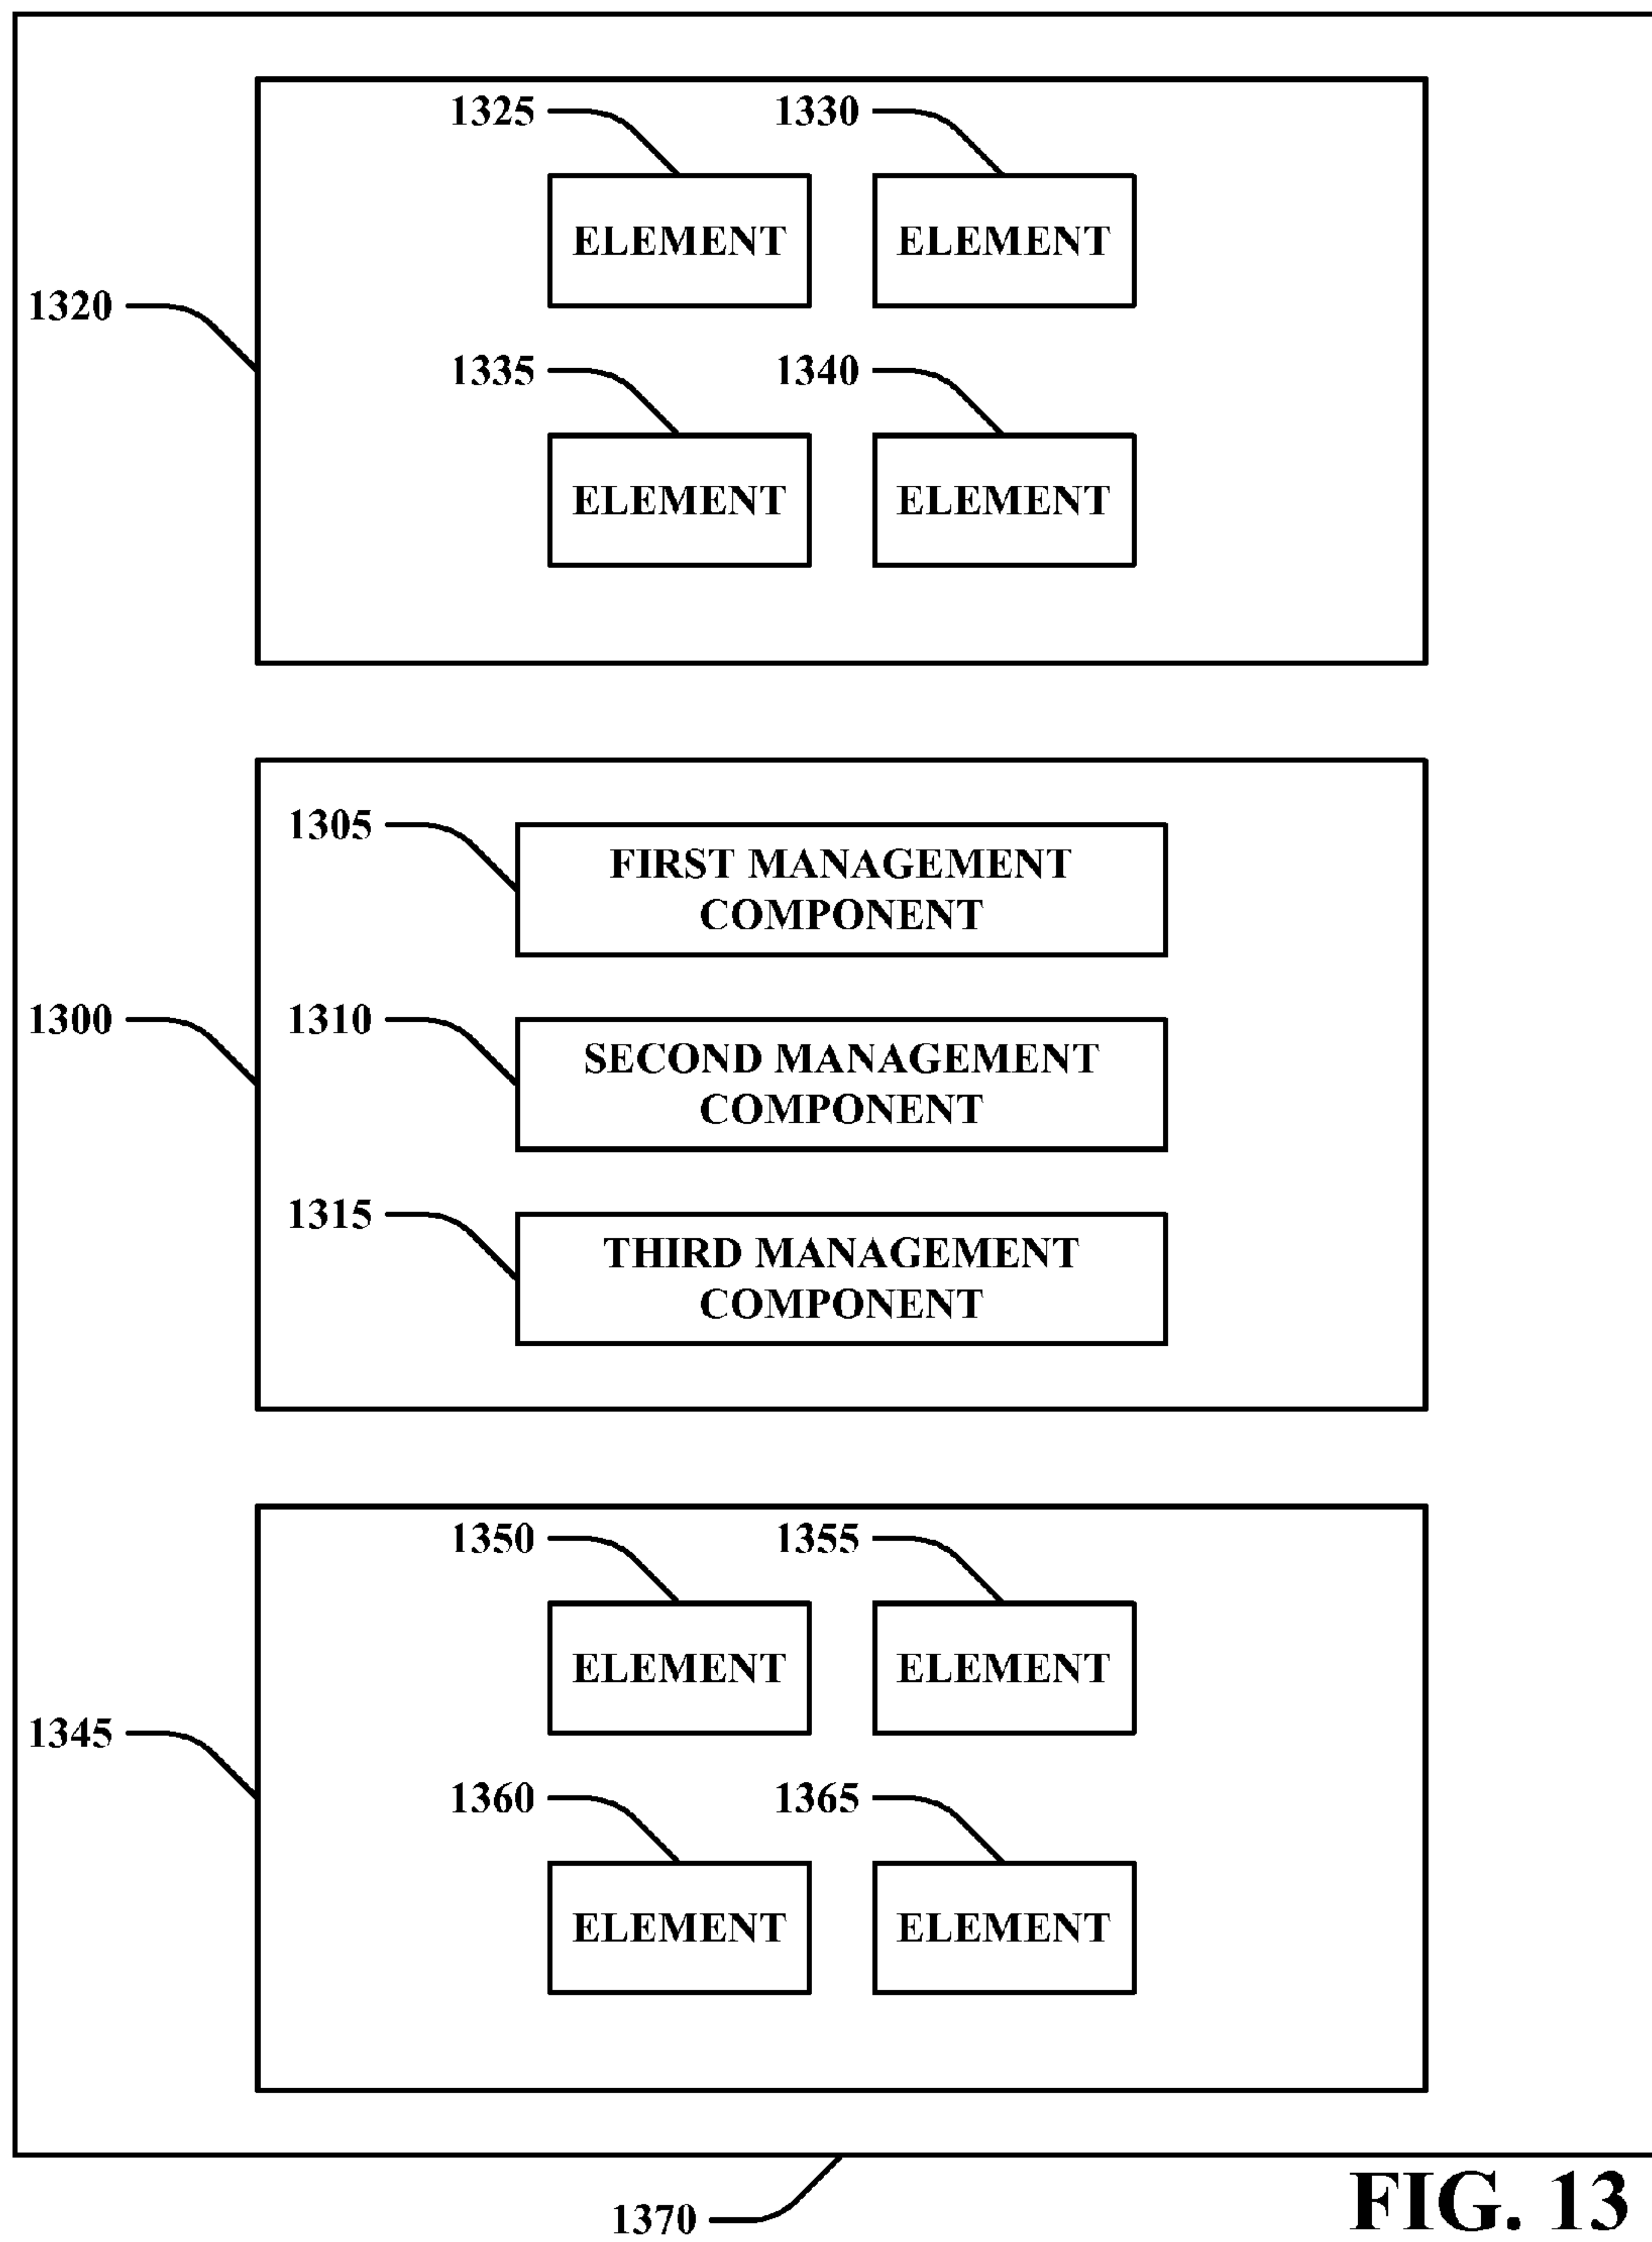 1325 1330
ELEMENT ELEMENT
1320
1335 1340
ELEMENT ELEMENT
1305
FIRST MANAGEMENT
COMPONENT
1300 1310
SECOND MANAGEMENT
COMPONENT
1315
THIRD MANAGEMENT
COMPONENT
1350 1355
ELEMENT ELEMENT
1345
1360 1365
ELEMENT ELEMENT
1370
FIG. 13